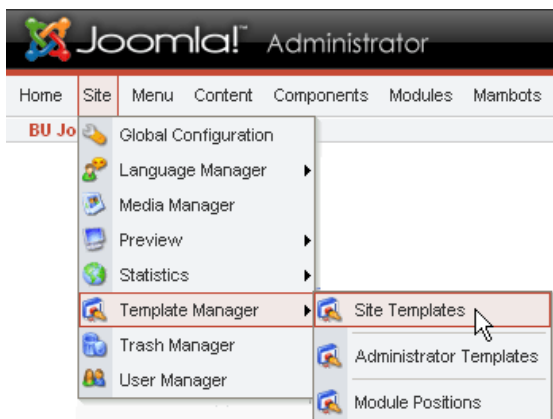 Joomla!™ Administrator
Home Site Menu Content Components Modules Mambots
BU Jo
Global Configuration
Language Manager
Media Manager
Preview
Statistics
Template Manager
Site Templates
Trash Manager
Administrator Templates
User Manager
Module Positions